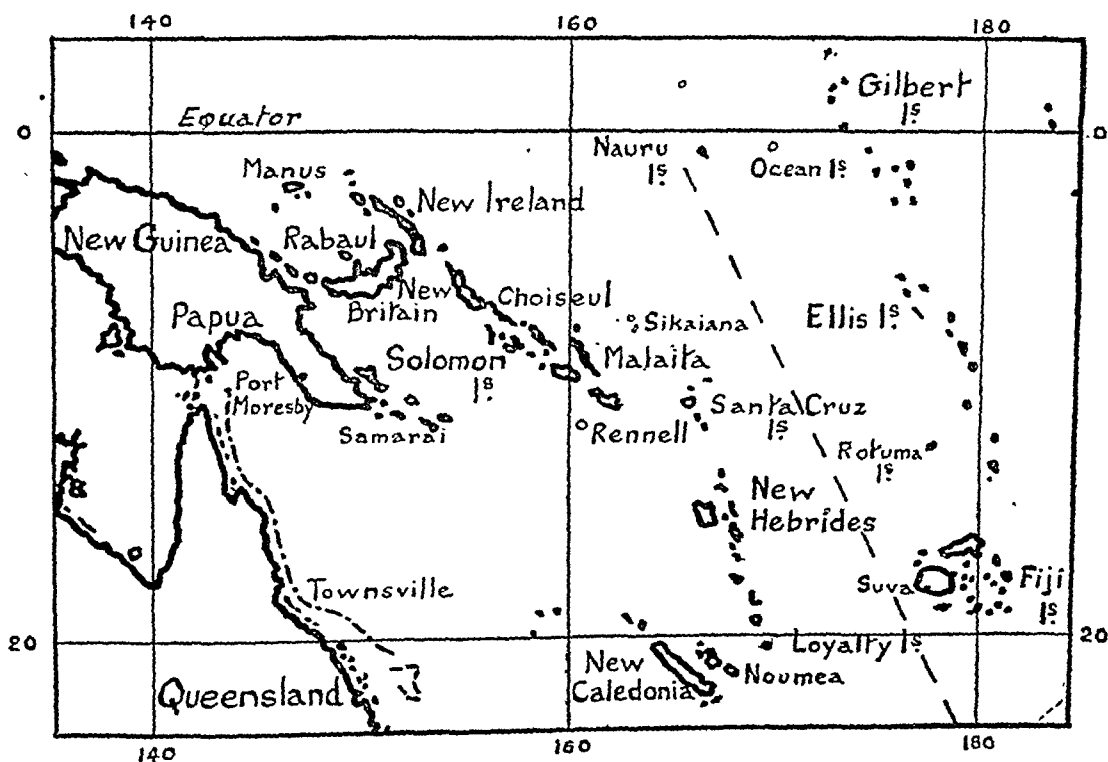 140 160 180
Equator
0 0
Gilbert
Is.
Nauru
Is.
Ocean Is.
Manus
New Ireland
New Guinea
Rabaul
New
Britain
Choiseul
Papua
Solomon
Is.
Sikaiana
Malaita
Ellis Is.
Port
Moresby
Samarai
Rennell
Santa Cruz
Is.
Rotuma
Is.
New
Hebrides
Townsville
Suva
Fiji
Is.
20 20
Loyalty Is.
New
Caledonia
Noumea
Queensland
140 160 180